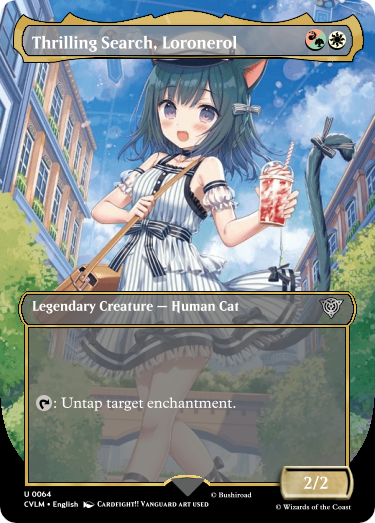 Thrilling Search, Loronerol
Legendary Creature — Human Cat
: Untap target enchantment.
2/2
U 0064
CVLM • English CARDFIGHT!! VANGUARD ART USED
© Bushiroad
© Wizards of the Coast